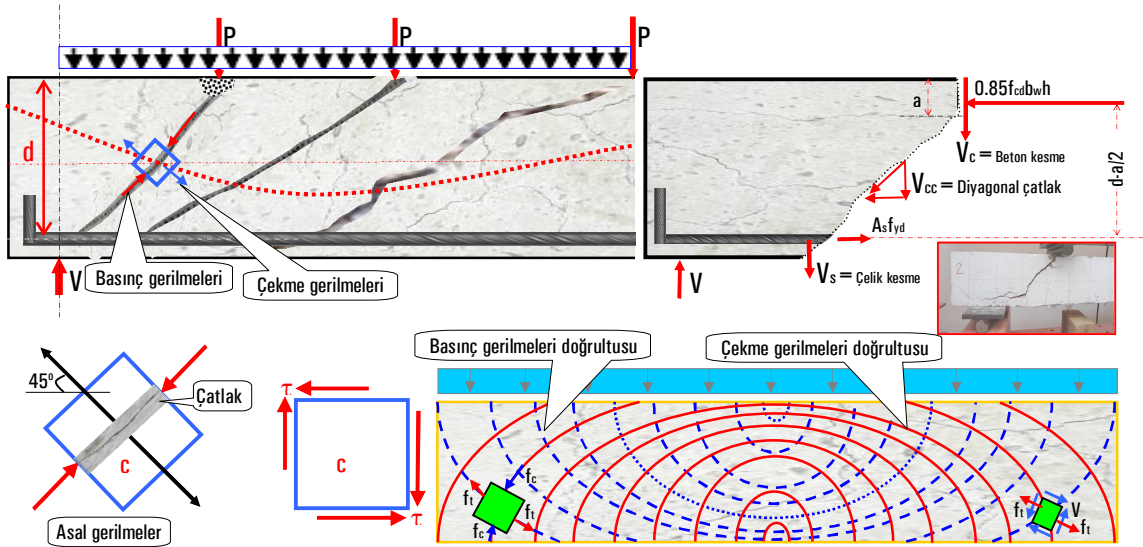 P
P
P
d
V
Basınç gerilmeleri
Çekme gerilmeleri
a
0.85fcdbwh
Vc = Beton kesme
Vcc = Diyagonal çatlak
d-a/2
Asfyd
Vs = Çelik kesme
V
2
45º
Çatlak
c
Asal gerilmeler
τ
τ
c
τ
τ
Basınç gerilmeleri doğrultusu
Çekme gerilmeleri doğrultusu
fc
ft
ft
fc
ft
V
ft